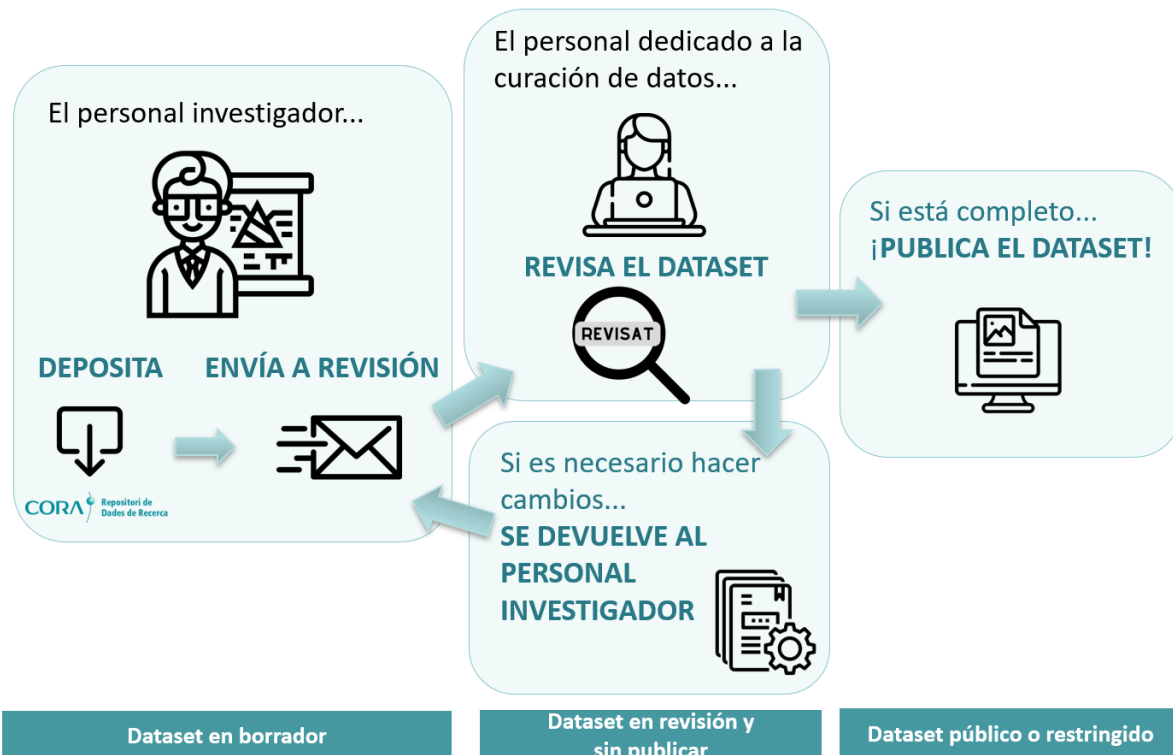 El personal investigador...
DEPOSITA
ENVÍA A REVISIÓN
CORA
Repositori de
Dades de Recerca
El personal dedicado a la
curación de datos...
REVISA EL DATASET
REVISAT
Si es necesario hacer
cambios...
SE DEVUELVE AL
PERSONAL
INVESTIGADOR
Si está completo...
¡PUBLICA EL DATASET!
Dataset en borrador
Dataset en revisión y
sin publicar
Dataset público o restringido